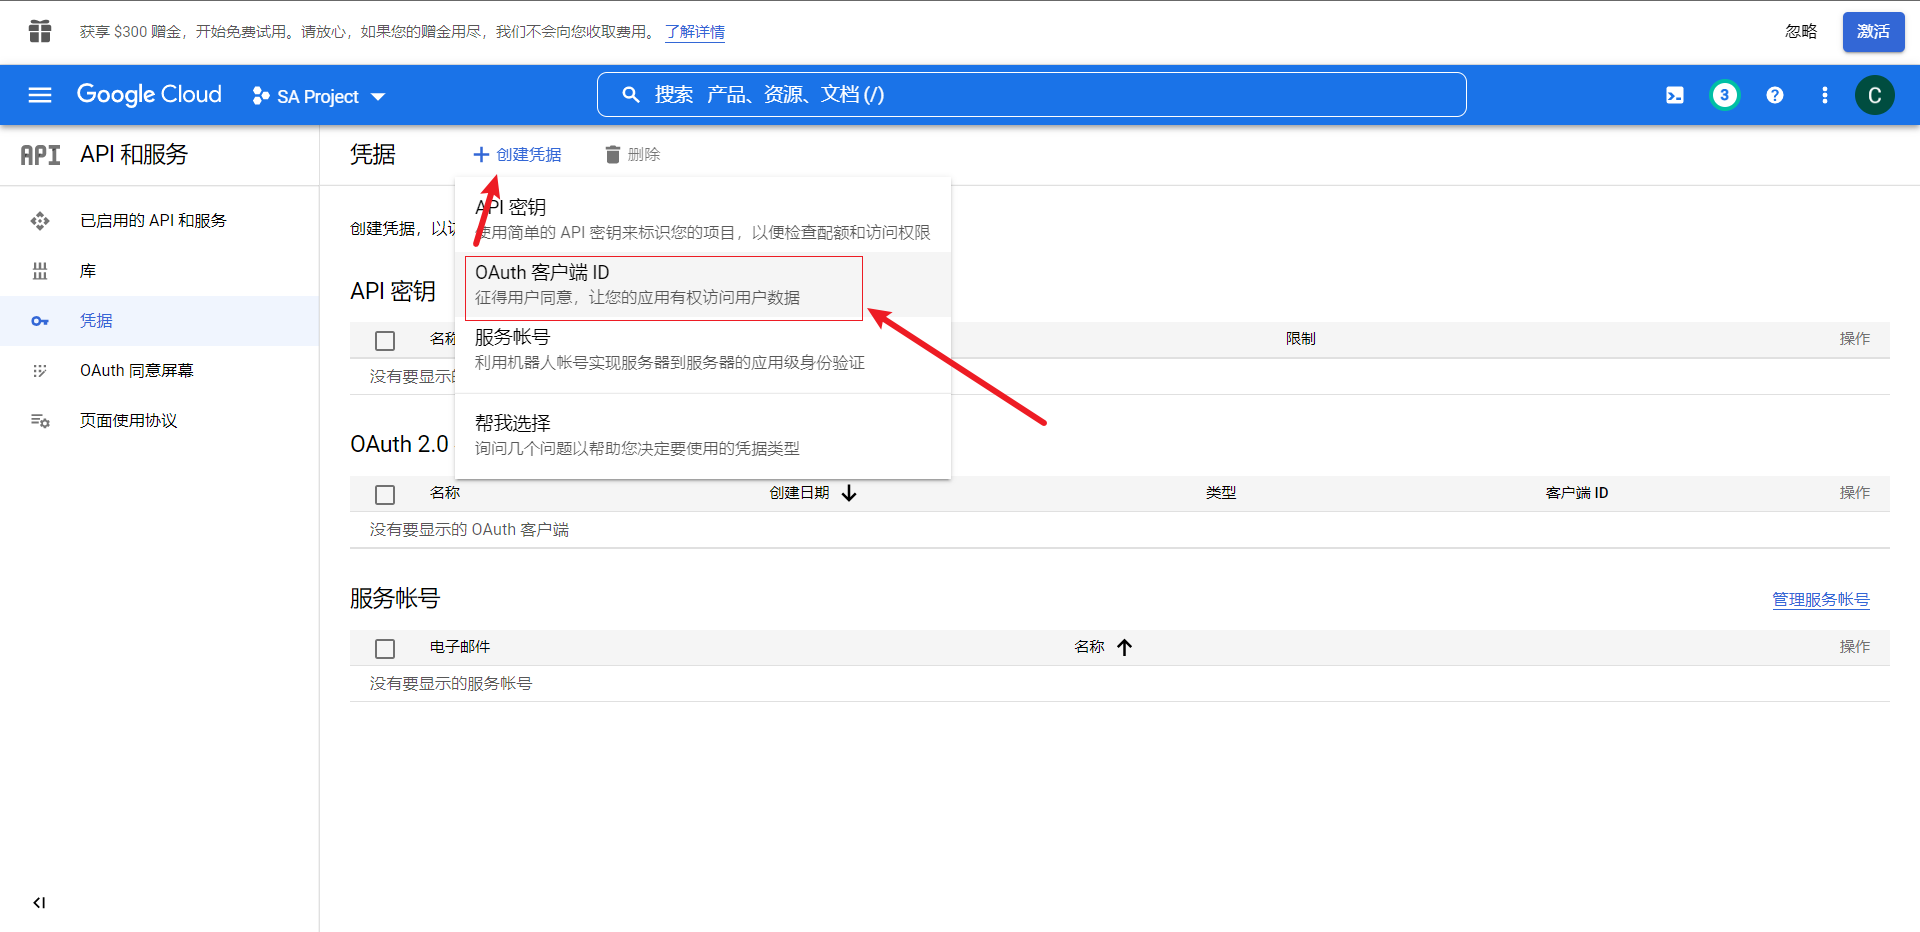 获享 $300 赠金，开始免费试用。请放心，如果您的赠金用尽，我们不会向您收取费用。 了解详情
忽略
激活
Google Cloud
SA Project
搜索 产品、资源、文档 (/)
3
C
API
API 和服务
凭据
创建凭据
删除
已启用的 API 和服务
库
凭据
OAuth 同意屏幕
页面使用协议
创建凭据，以
API 密钥
使用简单的 API 密钥来标识您的项目，以便检查配额和访问权限
OAuth 客户端 ID
征得用户同意，让您的应用有权访问用户数据
服务帐号
利用机器人帐号实现服务器到服务器的应用级身份验证
帮我选择
询问几个问题以帮助您决定要使用的凭据类型
API 密钥
名称
限制
操作
没有要显示的
OAuth 2.0
名称
创建日期
类型
客户端 ID
操作
没有要显示的 OAuth 客户端
服务帐号
管理服务帐号
电子邮件
名称
操作
没有要显示的服务帐号